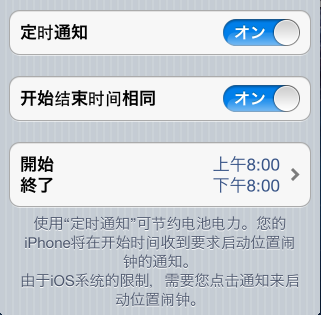 定时通知 オン
开始结束时间相同 オン
開始 上午8:00
終了 下午8:00
使用“定时通知”可节约电池电力。您的
iPhone将在开始时间收到要求启动位置闹
钟的通知。
由于iOS系统的限制，需要您点击通知来启
动位置闹钟。